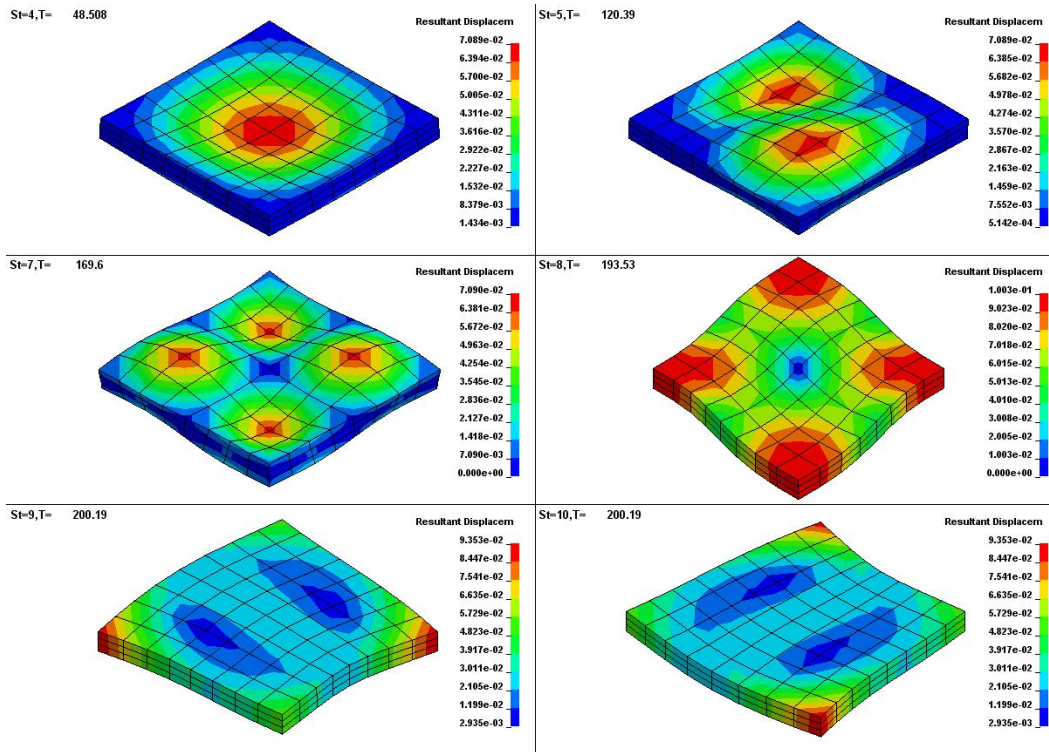 St=4,T= 48.508
Resultant Displacem
7.089e-02
6.394e-02
5.700e-02
5.005e-02
4.311e-02
3.616e-02
2.922e-02
2.227e-02
1.532e-02
8.379e-03
1.434e-03
St=5,T= 120.39
Resultant Displacem
7.089e-02
6.385e-02
5.682e-02
4.978e-02
4.274e-02
3.570e-02
2.867e-02
2.163e-02
1.459e-02
7.552e-03
5.142e-04
St=7,T= 169.6
Resultant Displacem
7.090e-02
6.381e-02
5.672e-02
4.963e-02
4.254e-02
3.545e-02
2.836e-02
2.127e-02
1.418e-02
7.090e-03
0.000e+00
St=8,T= 193.53
Resultant Displacem
1.003e-01
9.023e-02
8.020e-02
7.018e-02
6.015e-02
5.013e-02
4.010e-02
3.008e-02
2.005e-02
1.003e-02
0.000e+00
St=9,T= 200.19
Resultant Displacem
9.353e-02
8.447e-02
7.541e-02
6.635e-02
5.729e-02
4.823e-02
3.917e-02
3.011e-02
2.105e-02
1.199e-02
2.935e-03
St=10,T= 200.19
Resultant Displacem
9.353e-02
8.447e-02
7.541e-02
6.635e-02
5.729e-02
4.823e-02
3.917e-02
3.011e-02
2.105e-02
1.199e-02
2.935e-03